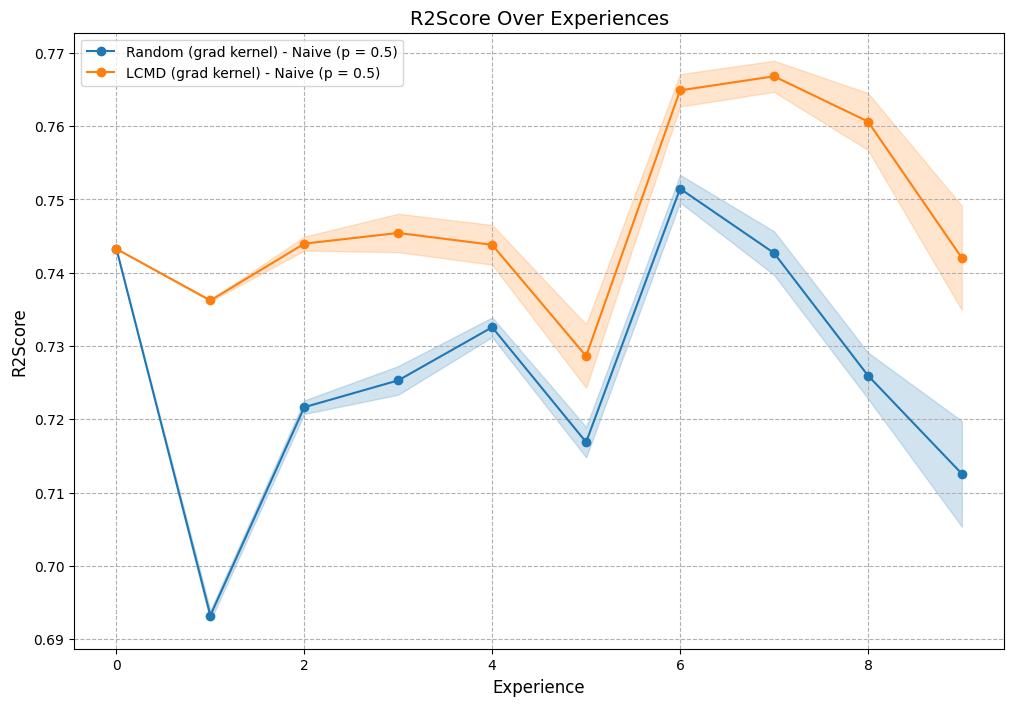 R2Score Over Experiences
Random (grad kernel) - Naive (p = 0.5)
LCMD (grad kernel) - Naive (p = 0.5)
R2Score
0.77
0.76
0.75
0.74
0.73
0.72
0.71
0.70
0.69
0 2 4 6 8
Experience